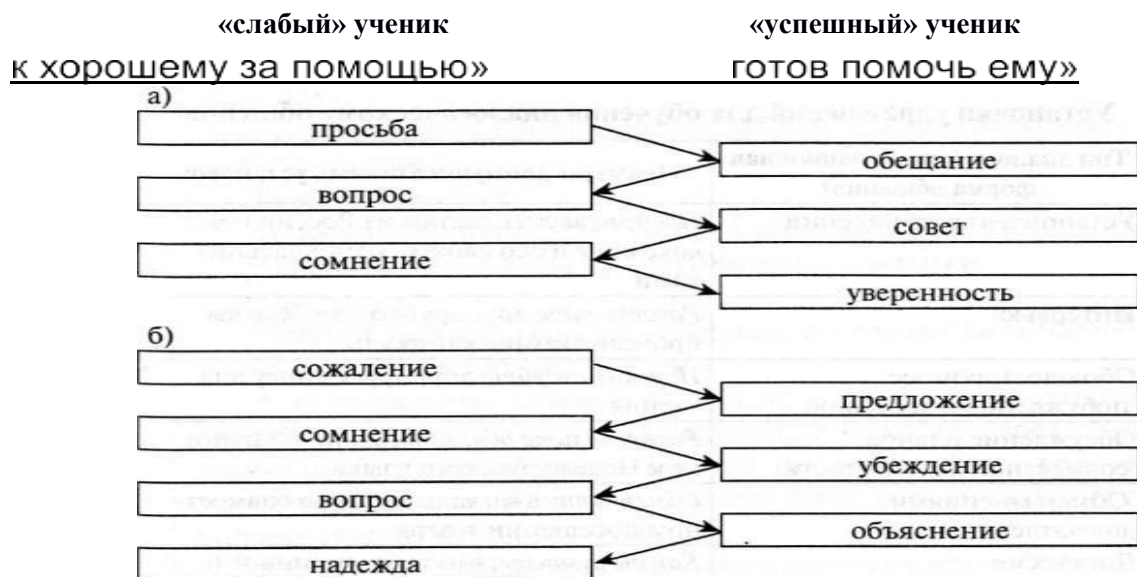 «слабый» ученик «успешный» ученик
к хорошему за помощью» готов помочь ему»
а)
просьба
обещание
вопрос
совет
сомнение
уверенность
б)
сожаление
предложение
сомнение
убеждение
вопрос
объяснение
надежда